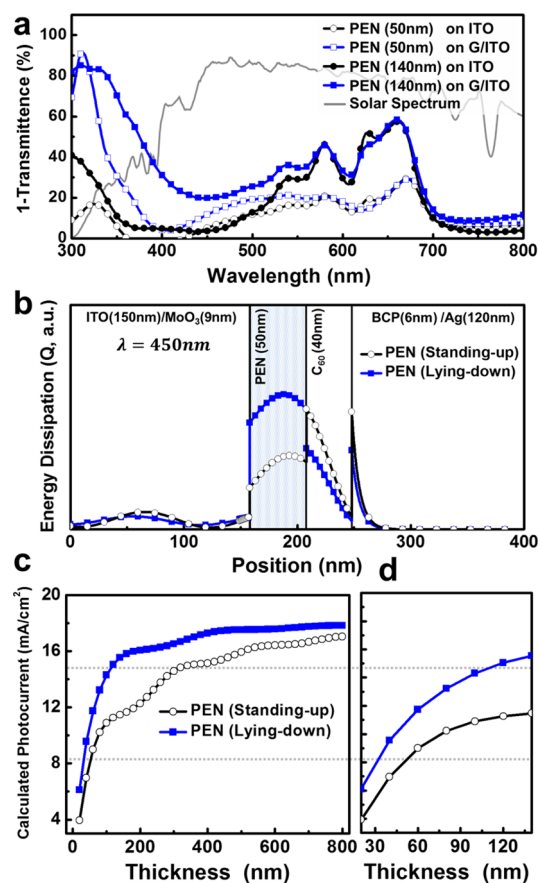 a
PEN (50nm) on ITO
PEN (50nm) on G/ITO
PEN (140nm) on ITO
PEN (140nm) on G/ITO
Solar Spectrum
1-Transmittence (%)
100
80
60
40
20
0
300 400 500 600 700 800
Wavelength (nm)
b
ITO(150nm)/MoO₃(9nm)
λ = 450nm
PEN (50nm)
C₆₀ (40nm)
BCP(6nm) /Ag(120nm)
PEN (Standing-up)
PEN (Lying-down)
Energy Dissipation (Q, a.u.)
0 100 200 300 400
Position (nm)
c
d
Calculated Photocurrent (mA/cm²)
20
16
12
8
4
PEN (Standing-up)
PEN (Lying-down)
0 200 400 600 800
Thickness (nm)
30 60 90 120
Thickness (nm)